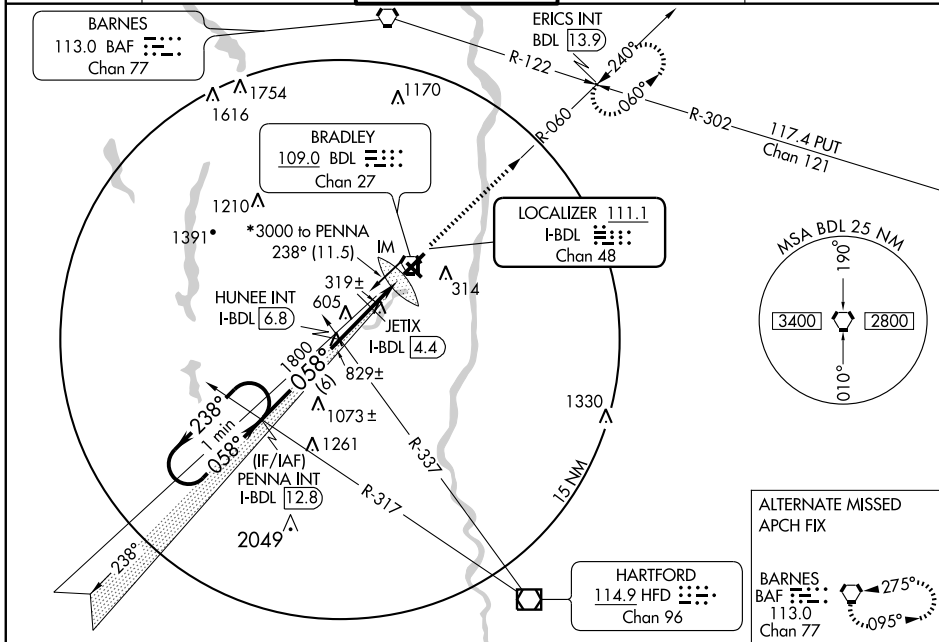 BARNES
113.0 BAF
Chan 77
ERICS INT
BDL 13.9
R-122
240°
060°
R-302
117.4 PUT
Chan 121
R-060
1754
1616
1170
BRADLEY
109.0 BDL
Chan 27
1210
1391
*3000 to PENNA
238° (11.5)
IM
LOCALIZER 111.1
I-BDL
Chan 48
314
319±
605
HUNEE INT
I-BDL 6.8
JETIX
I-BDL 4.4
MSA BDL 25 NM
190°
3400
2800
010°
1800
058°
(6)
829±
1073±
1261
1330
238°
1 min
058°
(IF/IAF)
PENNA INT
I-BDL 12.8
R-337
R-317
15 NM
2049
238°
HARTFORD
114.9 HFD
Chan 96
ALTERNATE MISSED
APCH FIX
BARNES
BAF
113.0
Chan 77
275°
095°